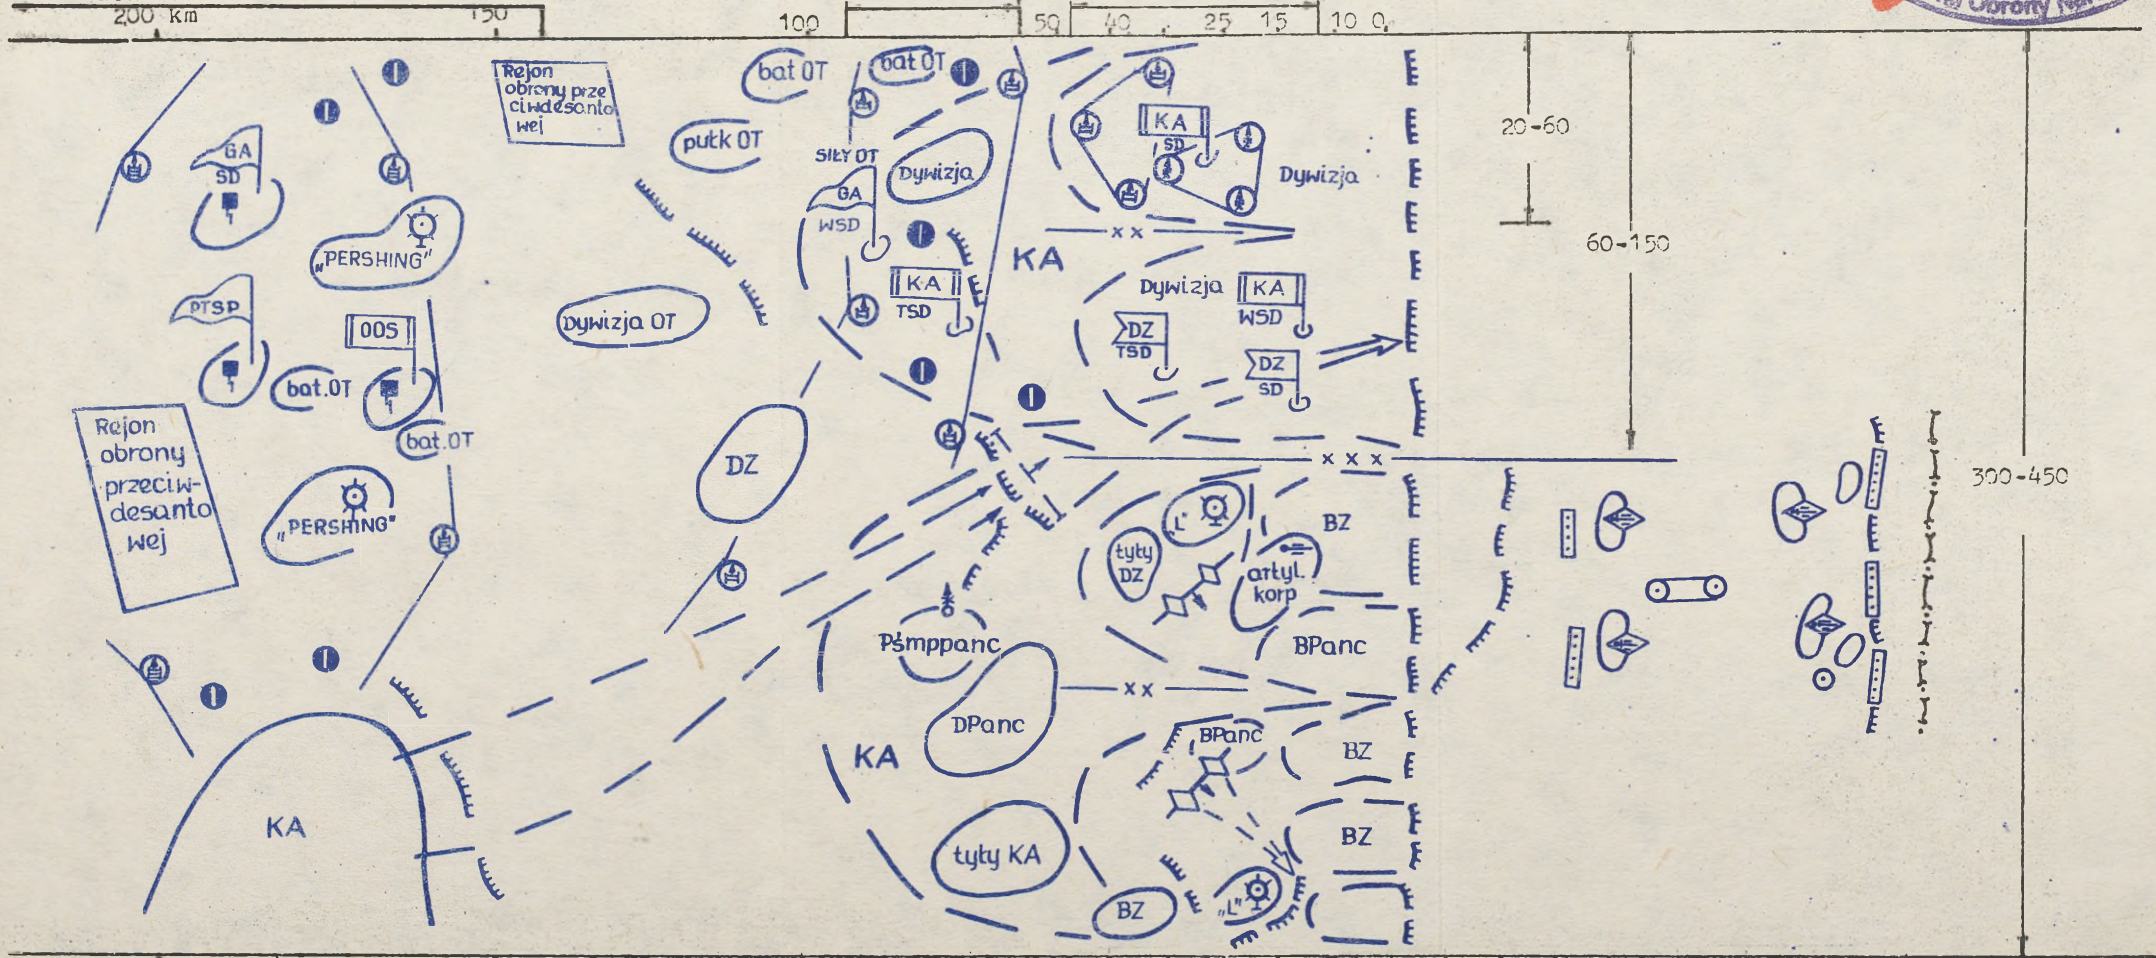 200 km
150
100
50
40
25
15
10
0
Obrony
Rejon
obrony prze
ciwdesanto
wej
bat OT
bat OT
pułk OT
SIŁY OT
Dywizja
GA
WSD
KA
TSD
KA
SD
Dywizja
20-60
60-150
GA
SD
"PERSHING"
PTSP
OOS
bat.OT
bat.OT
Dywizja OT
x x
KA
Dywizja
KA
WSD
DZ
TSD
DZ
SD
x x x
300-450
Rejon
obrony
przeciw-
desanto
wej
"PERSHING"
DZ
"L"
BZ
tyły
DZ
artyl.
korp
BPanc
Pśmppanc
DPanc
x x
KA
BPanc
BZ
BZ
tyły KA
BZ
"L"
KA